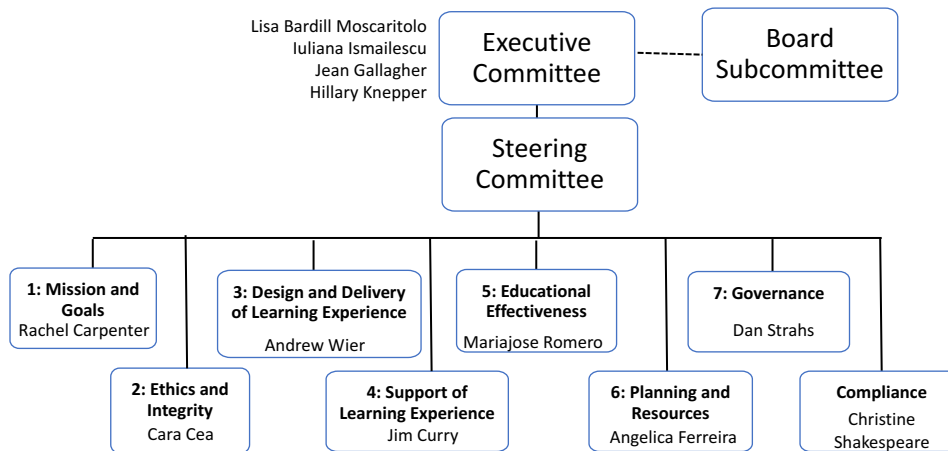 Lisa Bardill Moscaritolo
Iuliana Ismailescu
Jean Gallagher
Hillary Knepper
Executive
Committee
Board
Subcommittee
Steering
Committee
1: Mission and
Goals
Rachel Carpenter
2: Ethics and
Integrity
Cara Cea
3: Design and Delivery
of Learning Experience
Andrew Wier
4: Support of
Learning Experience
Jim Curry
5: Educational
Effectiveness
Mariajose Romero
6: Planning and
Resources
Angelica Ferreira
7: Governance
Dan Strahs
Compliance
Christine
Shakespeare